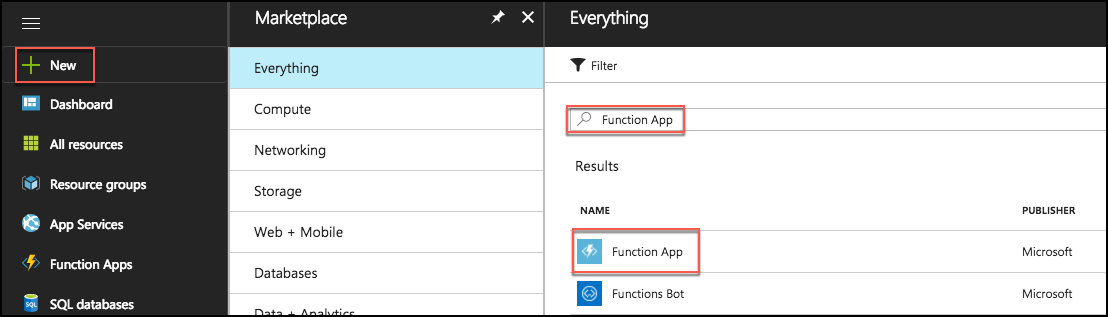 New
Dashboard
All resources
Resource groups
App Services
Function Apps
SQL databases
Marketplace
Everything
Compute
Networking
Storage
Web + Mobile
Databases
Data + Analytics
Everything
Filter
Function App
Results
NAME PUBLISHER
Function App Microsoft
Functions Bot Microsoft